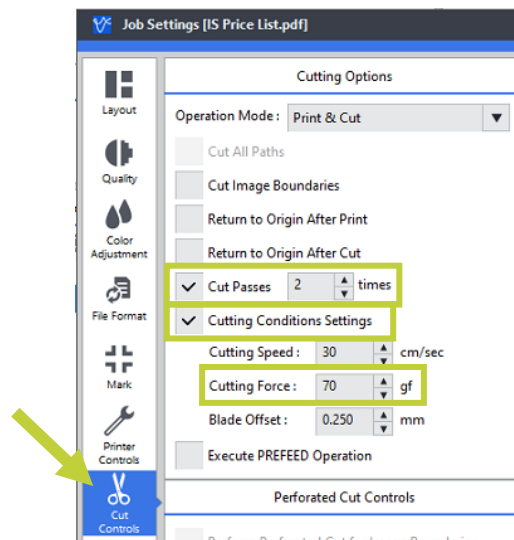 Job Settings [IS Price List.pdf]
Layout
Quality
Color
Adjustment
File Format
Mark
Printer
Controls
Cut
Controls
Cutting Options
Operation Mode : Print & Cut
Cut All Paths
Cut Image Boundaries
Return to Origin After Print
Return to Origin After Cut
Cut Passes 2 times
Cutting Conditions Settings
Cutting Speed : 30 cm/sec
Cutting Force : 70 gf
Blade Offset : 0.250 mm
Execute PREFEED Operation
Perforated Cut Controls